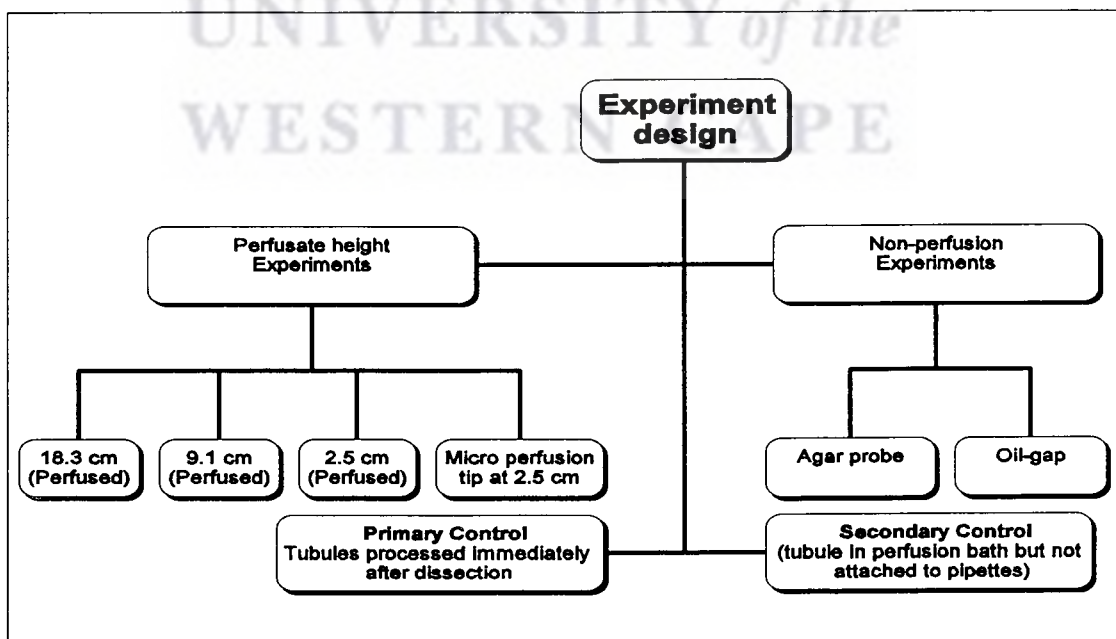 UNIVERSITY of the
WESTERN CAPE
Experiment
design
Perfusate height
Experiments
Non-perfusion
Experiments
18.3 cm
(Perfused)
9.1 cm
(Perfused)
2.5 cm
(Perfused)
Micro perfusion
tip at 2.5 cm
Agar probe
Oil-gap
Primary Control
Tubules processed immediately
after dissection
Secondary Control
(tubule in perfusion bath but not
attached to pipettes)